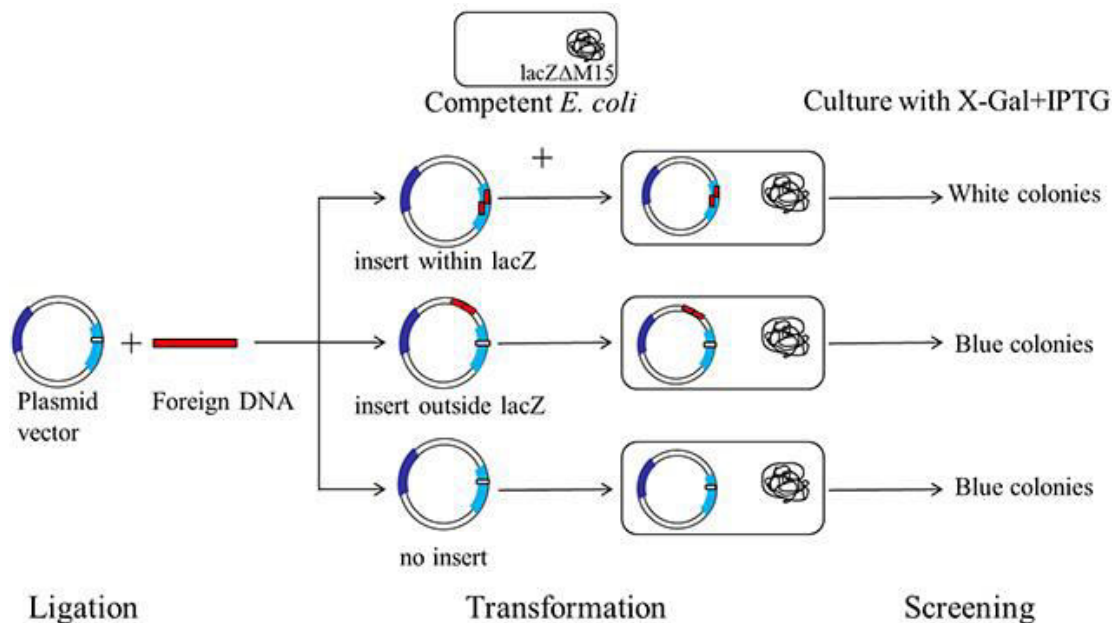 lacZΔM15
Competent E. coli
Culture with X-Gal+IPTG
+
insert within lacZ
White colonies
+
Plasmid
vector
Foreign DNA
insert outside lacZ
Blue colonies
no insert
Blue colonies
Ligation
Transformation
Screening